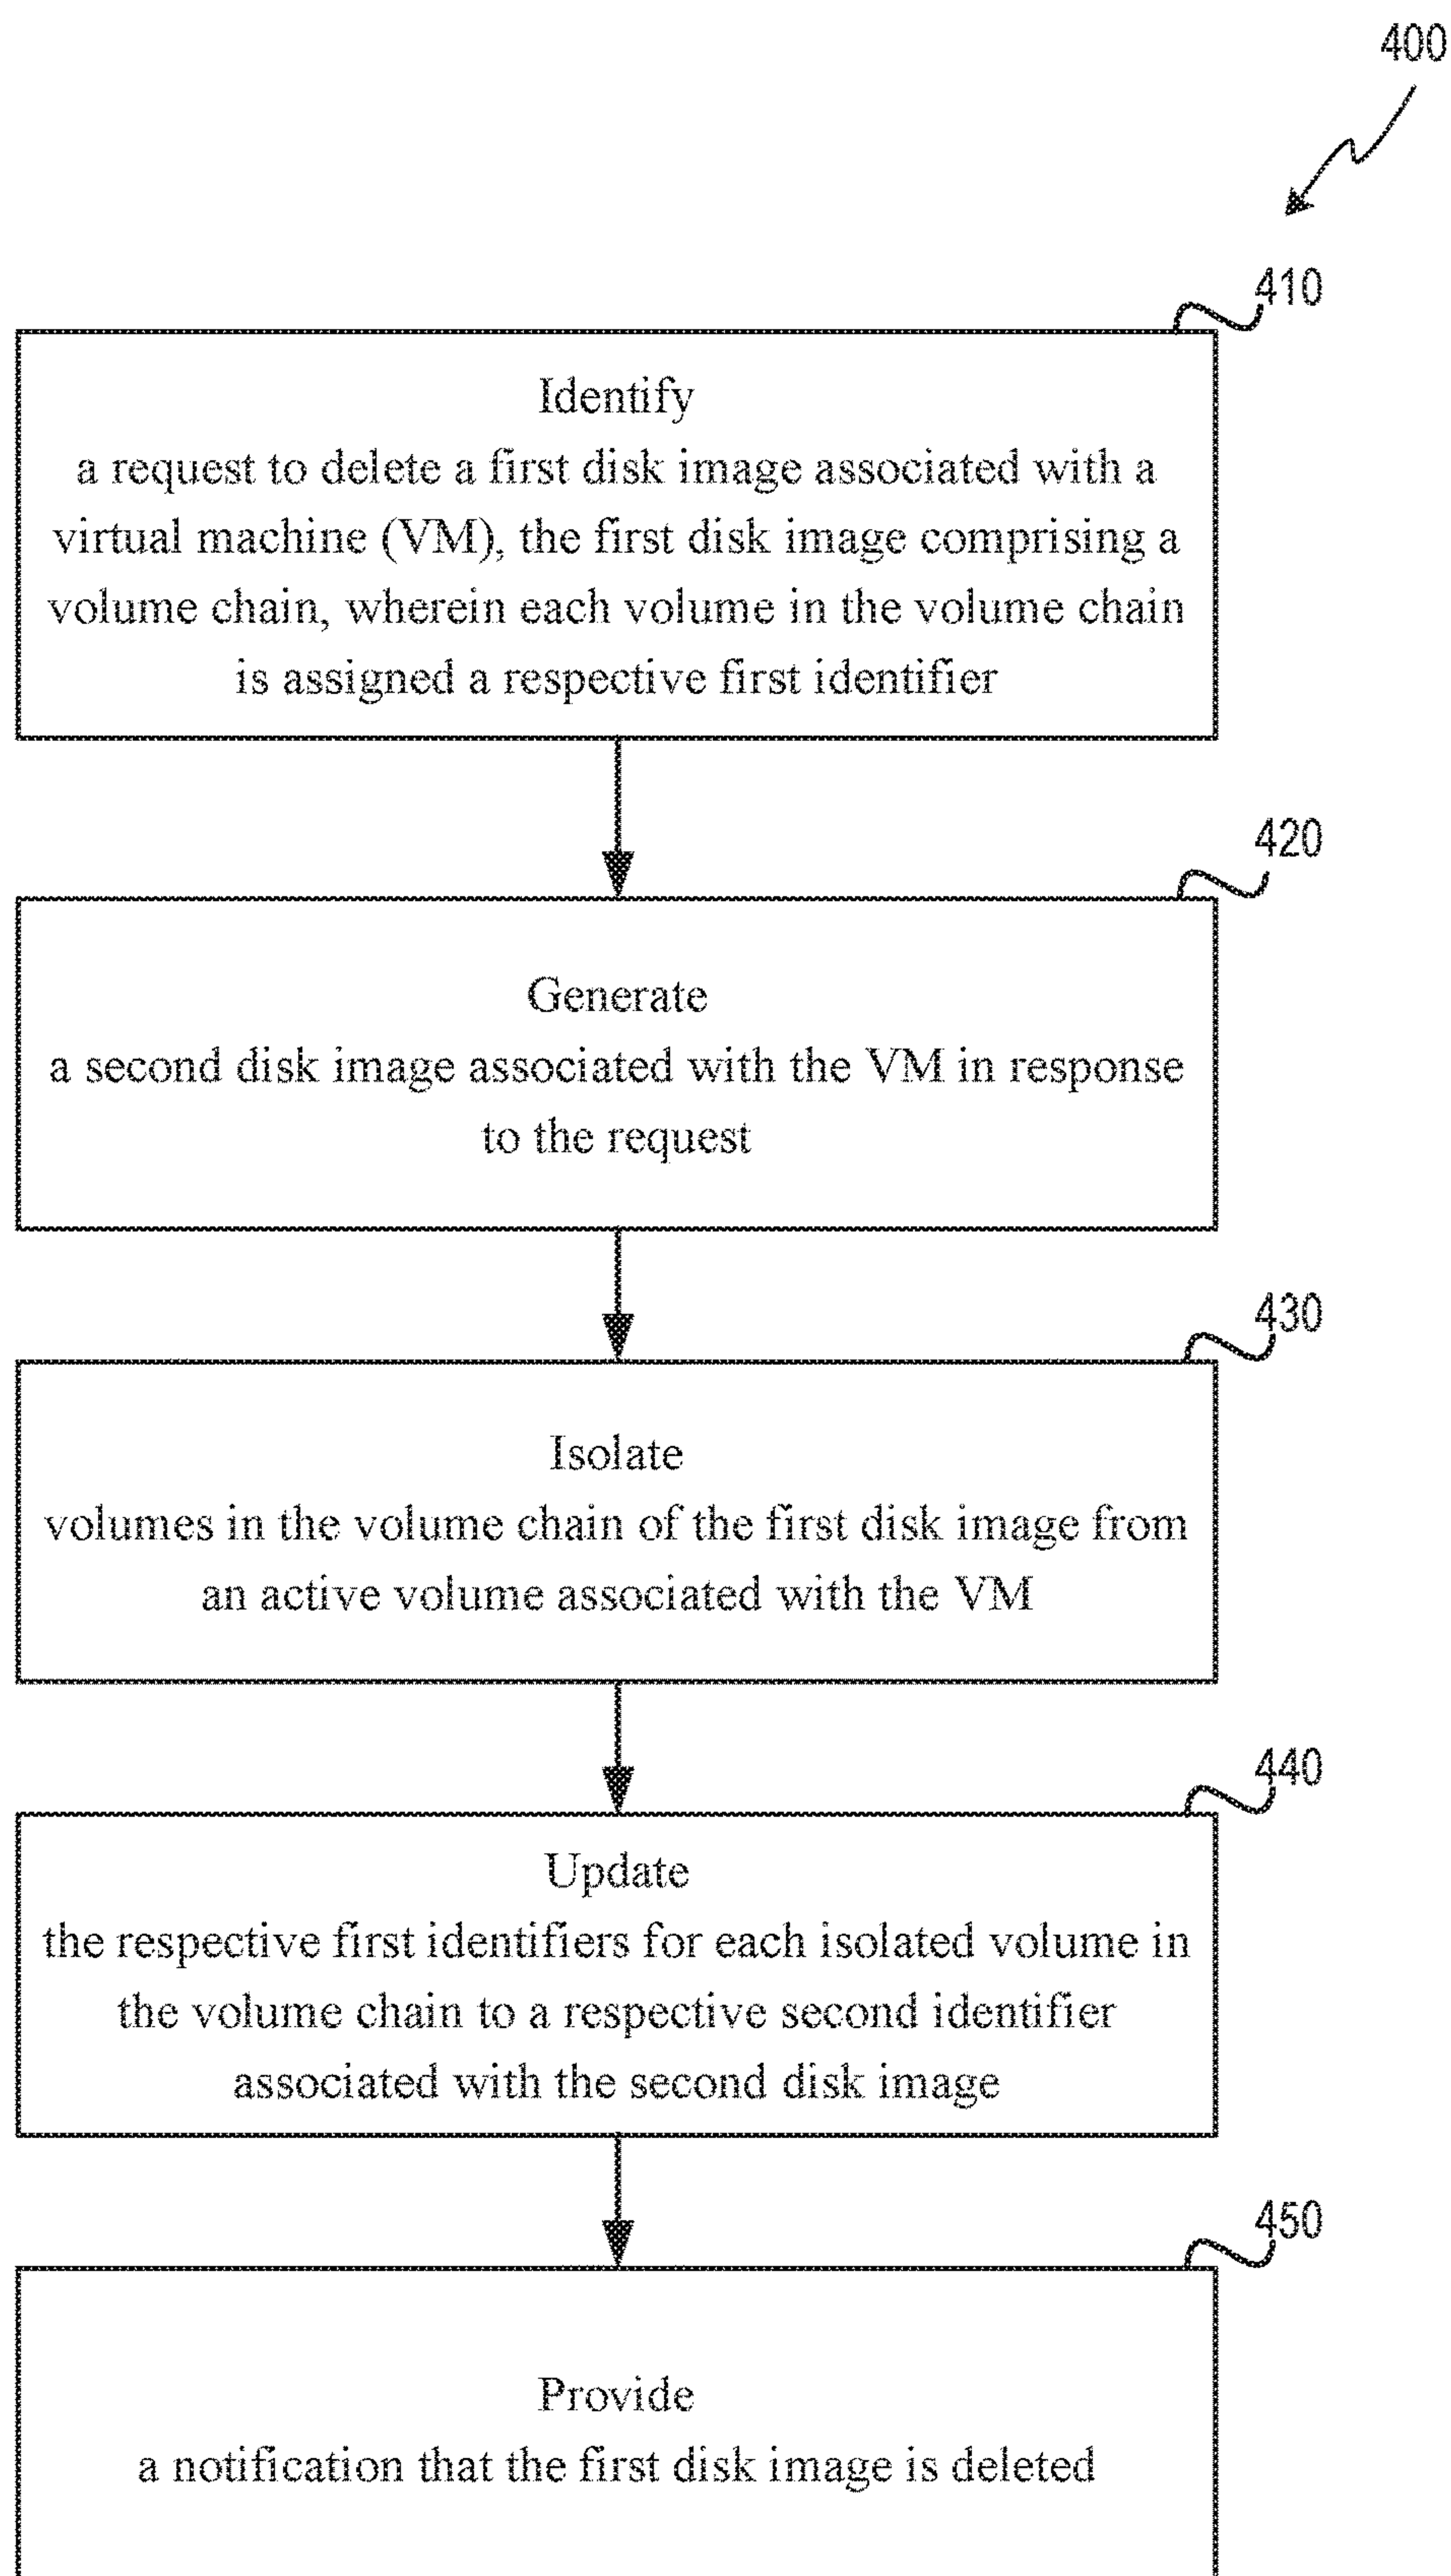 400
410
Identify
a request to delete a first disk image associated with a
virtual machine (VM), the first disk image comprising a
volume chain, wherein each volume in the volume chain
is assigned a respective first identifier
420
Generate
a second disk image associated with the VM in response
to the request
430
Isolate
volumes in the volume chain of the first disk image from
an active volume associated with the VM
440
Update
the respective first identifiers for each isolated volume in
the volume chain to a respective second identifier
associated with the second disk image
450
Provide
a notification that the first disk image is deleted